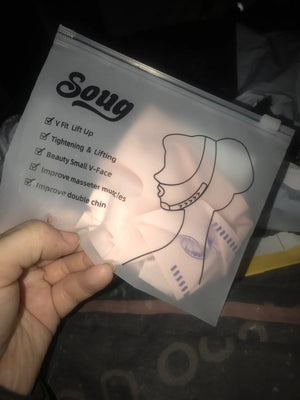 Soug
V Fit Lift Up
Tightening & Lifting
Beauty Small V-Face
Improve masseter muscles
Improve double chin